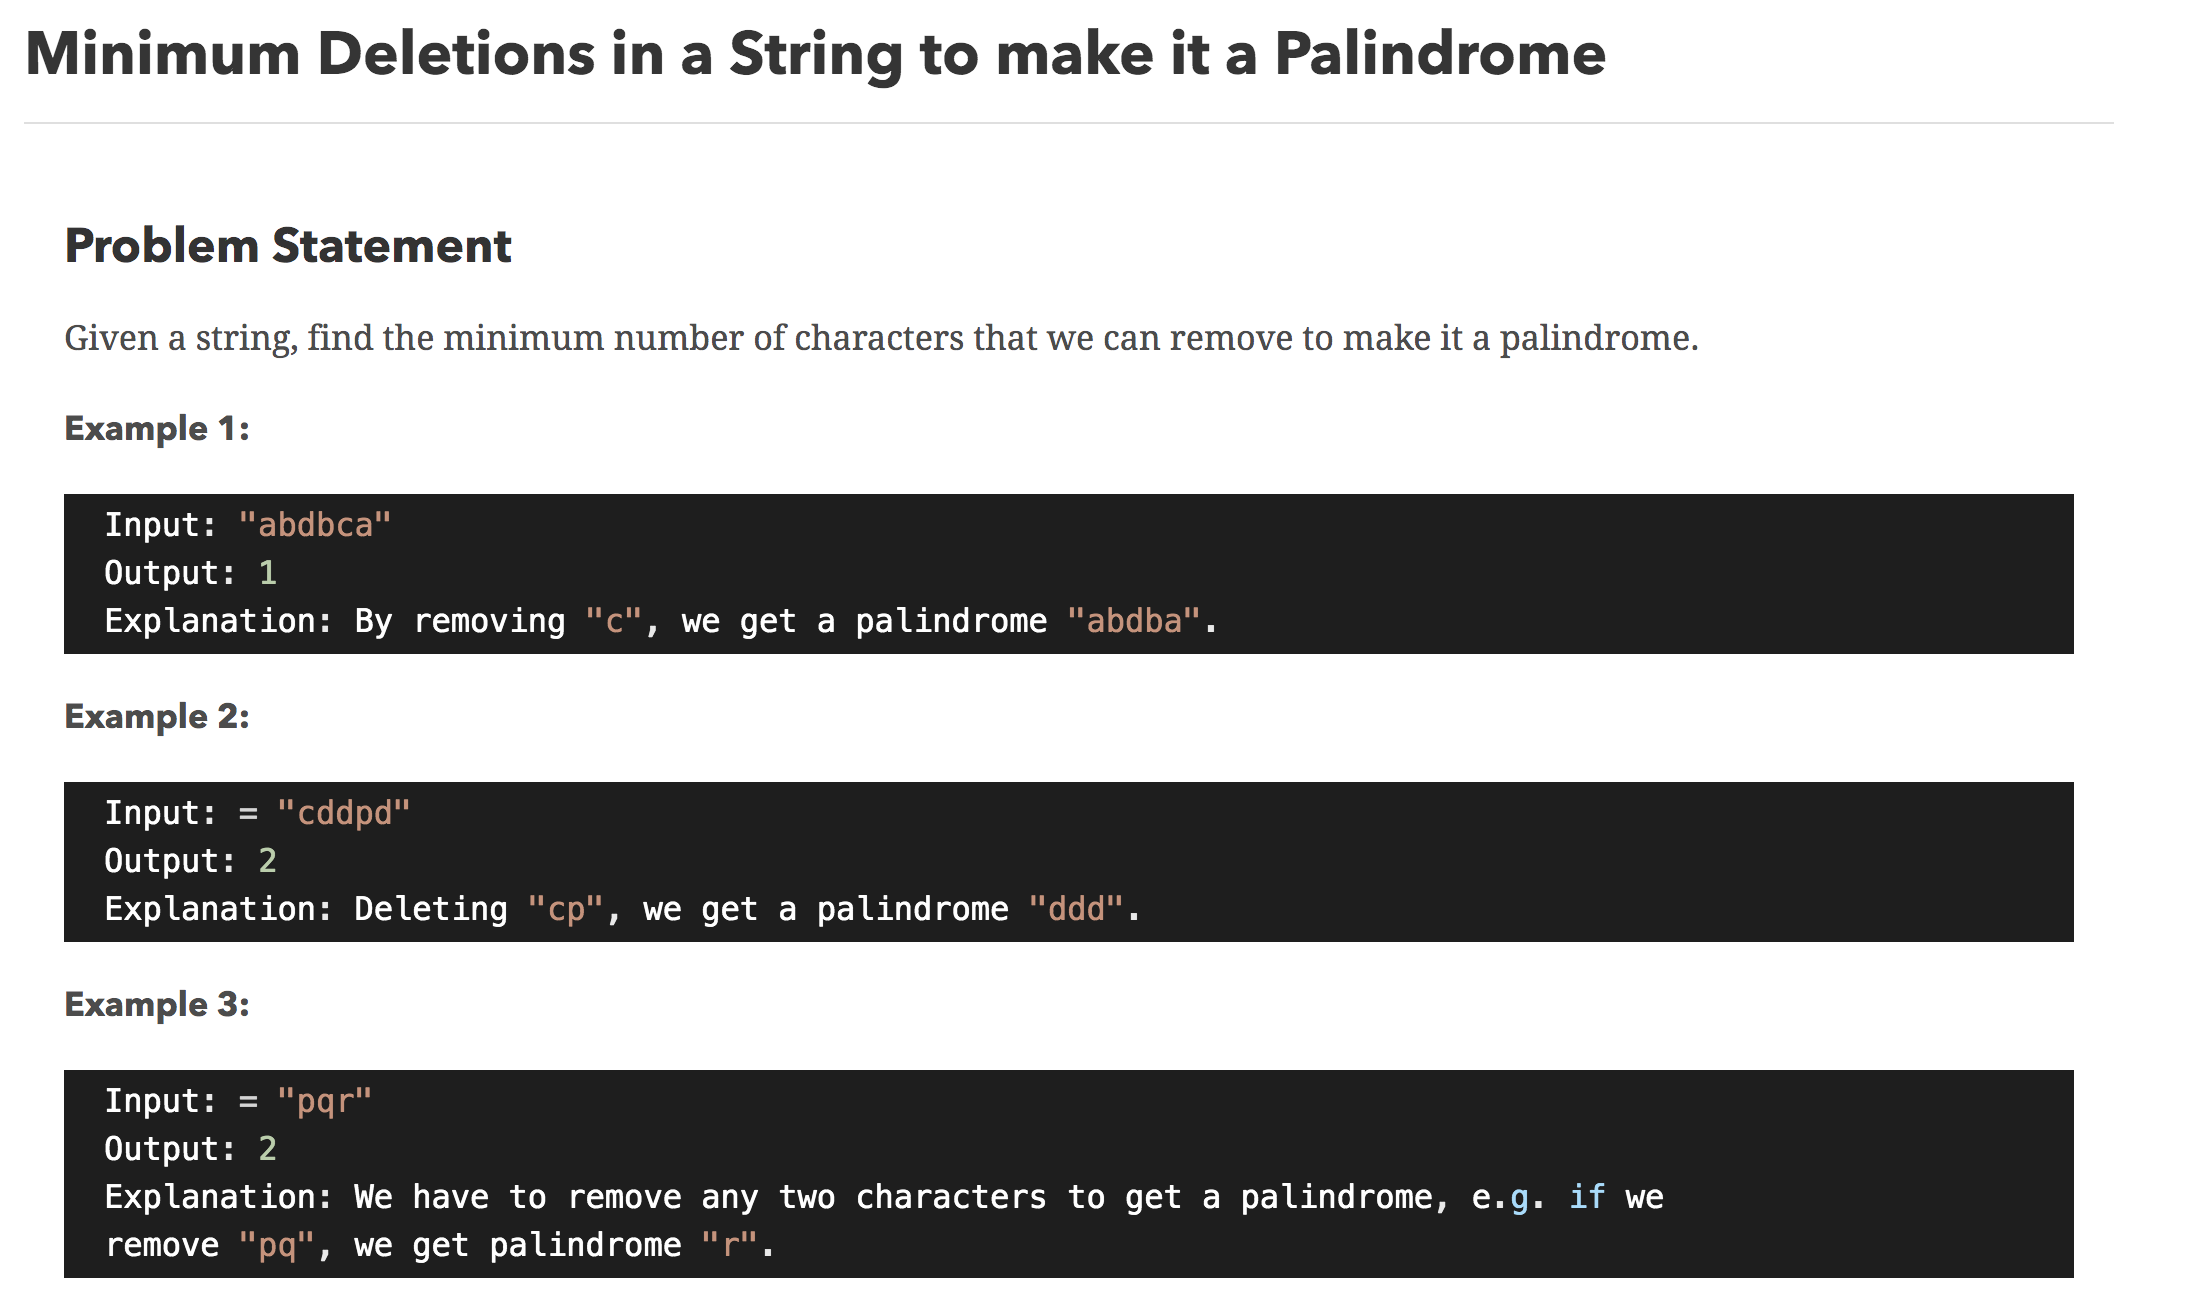 Minimum Deletions in a String to make it a Palindrome
Problem Statement
Given a string, find the minimum number of characters that we can remove to make it a palindrome.
Example 1:
Input: "abdbca"
Output: 1
Explanation: By removing "c", we get a palindrome "abdba".
Example 2:
Input: = "cddpd"
Output: 2
Explanation: Deleting "cp", we get a palindrome "ddd".
Example 3:
Input: = "pqr"
Output: 2
Explanation: We have to remove any two characters to get a palindrome, e.g. if we
remove "pq", we get palindrome "r".